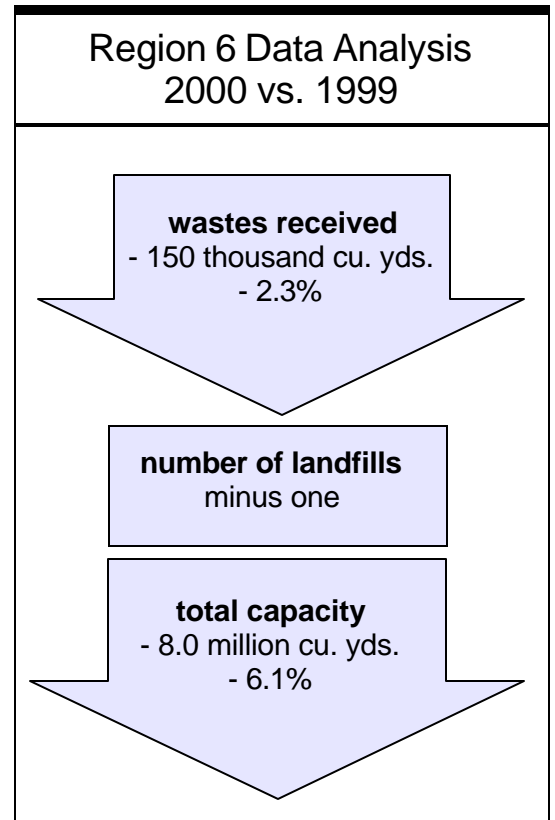 Region 6 Data Analysis
2000 vs. 1999
wastes received
- 150 thousand cu. yds.
- 2.3%
number of landfills
minus one
total capacity
- 8.0 million cu. yds.
- 6.1%